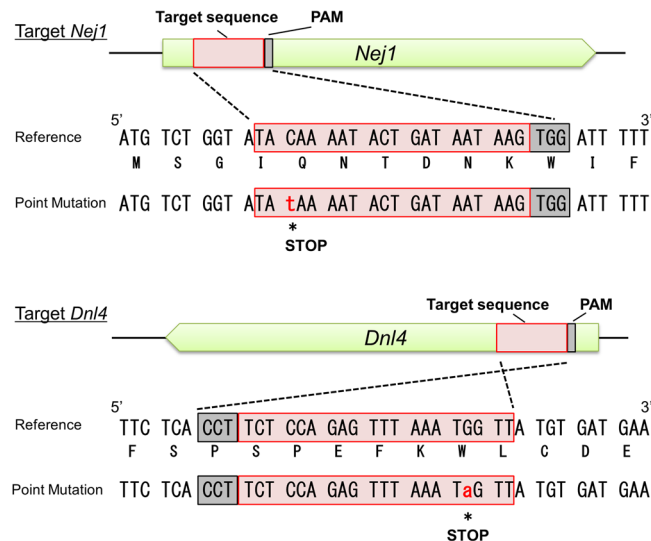 Target Nej1
Target sequence
PAM
Nej1
5'
3'
Reference ATG TCT GGT ATA CAA AAT ACT GAT AAT AAG TGG ATT TTT
M S G I Q N T D N K W I F
Point Mutation ATG TCT GGT ATA tAA AAT ACT GAT AAT AAG TGG ATT TTT
*
STOP
Target Dnl4
Target sequence
PAM
Dnl4
5'
3'
Reference TTC TCA CCT TCT CCA GAG TTT AAA TGG TTA TGT GAT GAA
F S P S P E F K W L C D E
Point Mutation TTC TCA CCT TCT CCA GAG TTT AAA TaG TTA TGT GAT GAA
*
STOP